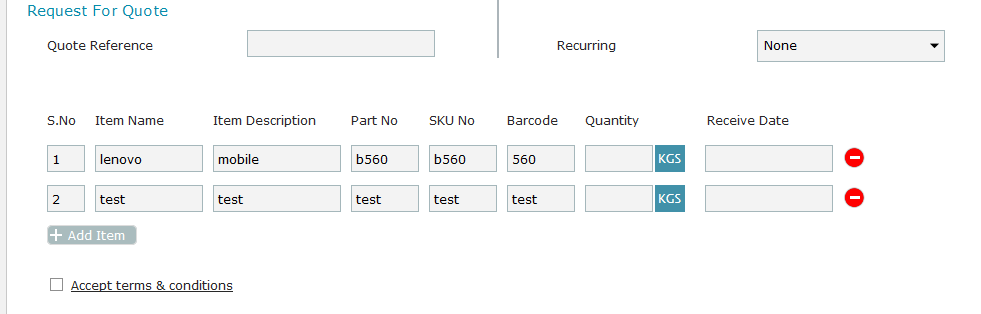 Request For Quote
Quote Reference Recurring None
S.No Item Name Item Description Part No SKU No Barcode Quantity Receive Date
1 lenovo mobile b560 b560 560 KGS
2 test test test test test KGS
+ Add Item
Accept terms & conditions